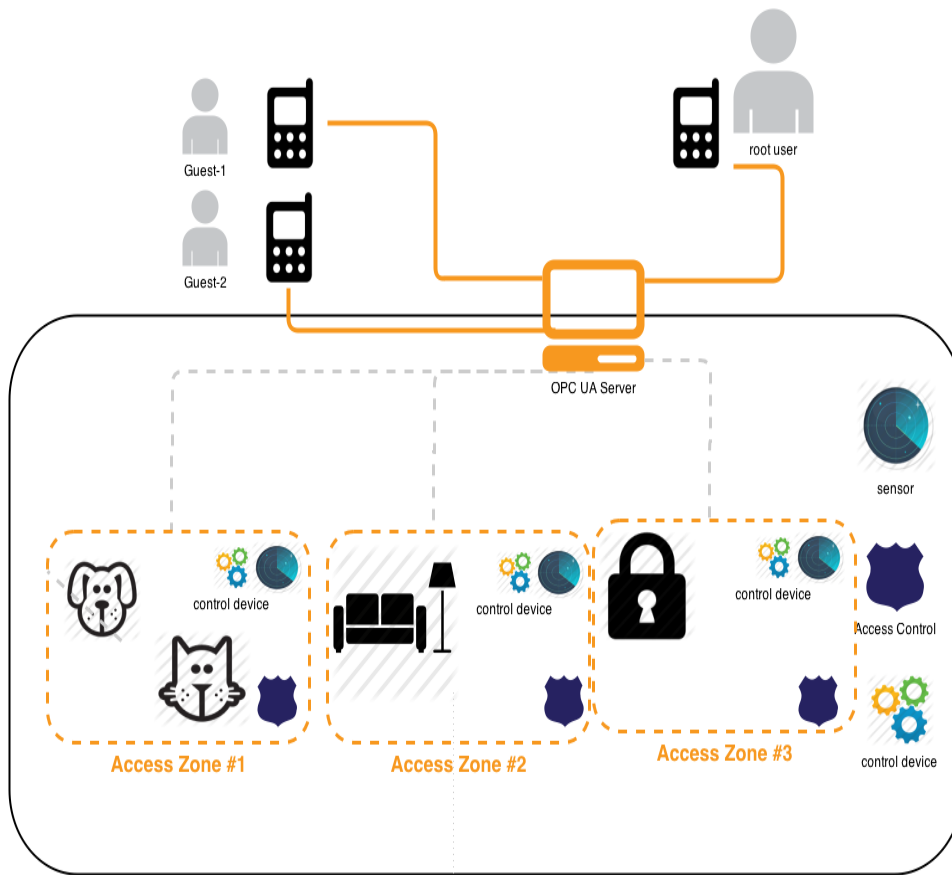 root user
Guest-1
Guest-2
OPC UA Server
sensor
control device
control device
control device
Access Control
Access Zone #1
Access Zone #2
Access Zone #3
control device